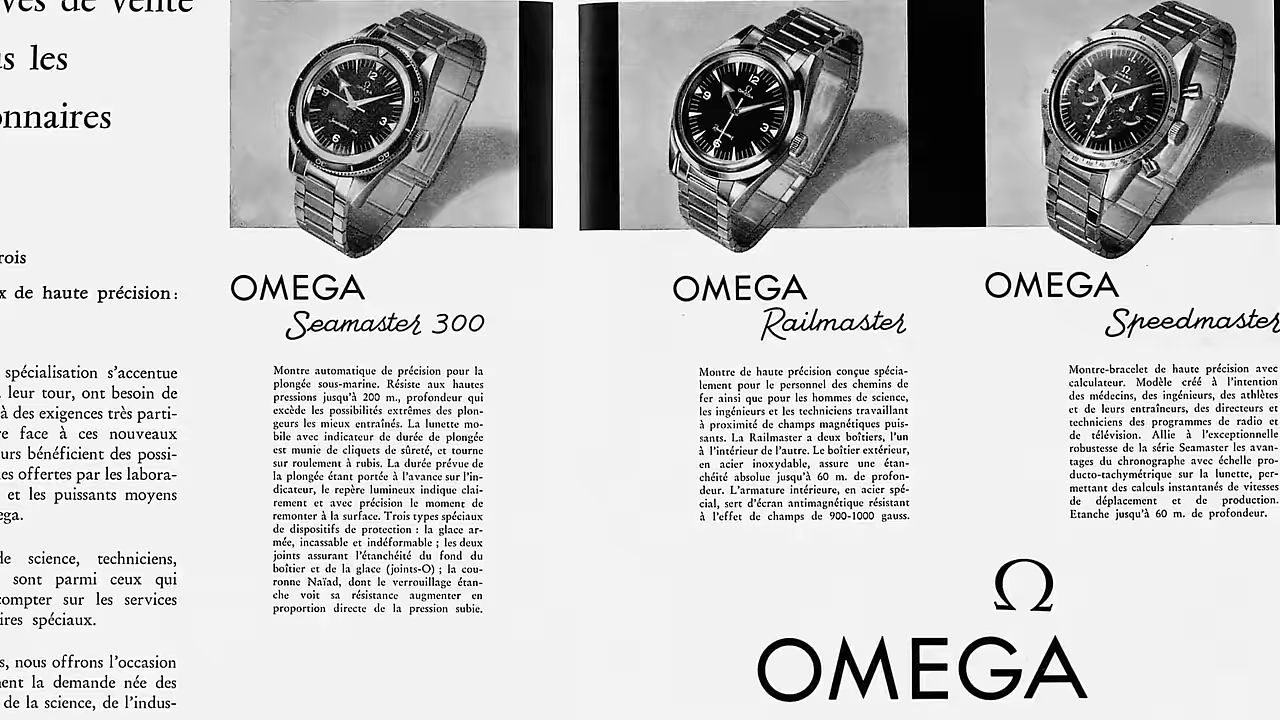 ves de vente
us les
onnaires
rois
x de haute précision:
spécialisation s'accentue
leur tour, ont besoin de
à des exigences très parti-
re face à ces nouveaux
urs bénéficient des possi-
es offertes par les labora-
et les puissants moyens
ega.
de science, techniciens,
sont parmi ceux qui
compter sur les services
ires spéciaux.
s, nous offrons l'occasion
ment la demande née des
de la science, de l'indus-
OMEGA
Seamaster 300
Montre automatique de précision pour la
plongée sous-marine. Résiste aux hautes
pressions jusqu'à 200 m., profondeur qui
excède les possibilités extrêmes des plon-
geurs les mieux entraînés. La lunette mo-
bile avec indicateur de durée de plongée
est munie de cliquets de sûreté, et tourne
sur roulement à rubis. La durée prévue de
la plongée étant portée à l'avance sur l'in-
dicateur, le repère lumineux indique clai-
rement et avec précision le moment de
remonter à la surface. Trois types spéciaux
de dispositifs de protection : la glace ar-
mée, incassable et indéformable ; les deux
joints assurant l'étanchéité du fond du
boîtier et de la glace (joints-O) ; la cou-
ronne Naïad, dont le verrouillage étan-
che voit sa résistance augmenter en
proportion directe de la pression subie.
OMEGA
Railmaster
Montre de haute précision conçue spécia-
lement pour le personnel des chemins de
fer ainsi que pour les hommes de science,
les ingénieurs et les techniciens travaillant
à proximité de champs magnétiques puis-
sants. La Railmaster a deux boîtiers, l'un
à l'intérieur de l'autre. Le boîtier extérieur,
en acier inoxydable, assure une étan-
chéité absolue jusqu'à 60 m. de profon-
deur. L'armature intérieure, en acier spé-
cial, sert d'écran antimagnétique résistant
à l'effet de champs de 900-1000 gauss.
OMEGA
Speedmaster
Montre-bracelet de haute précision avec
calculateur. Modèle créé à l'intention
des médecins, des ingénieurs, des athlètes
et de leurs entraîneurs, des directeurs et
techniciens des programmes de radio et
de télévision. Allie à l'exceptionnelle
robustesse de la série Seamaster les avan-
tages du chronographe avec échelle pro-
ducto-tachymétrique sur la lunette, per-
mettant des calculs instantanés de vitesses
de déplacement et de production.
Etanche jusqu'à 60 m. de profondeur.
Ω
OMEGA